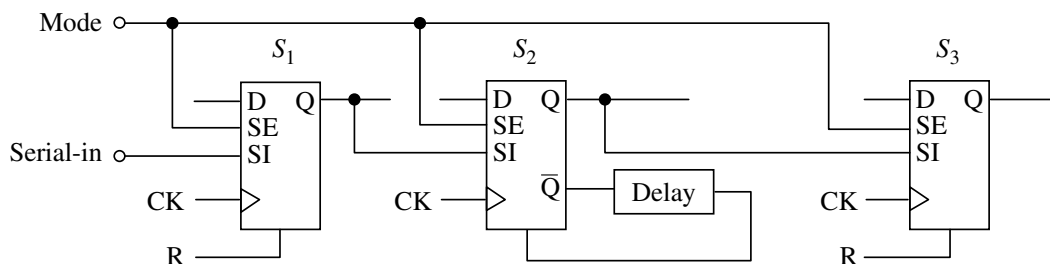 Mode
S1 S2 S3
D Q D Q D Q
SE SE SE
Serial-in SI SI SI
Q̅ Delay
CK CK CK
R R